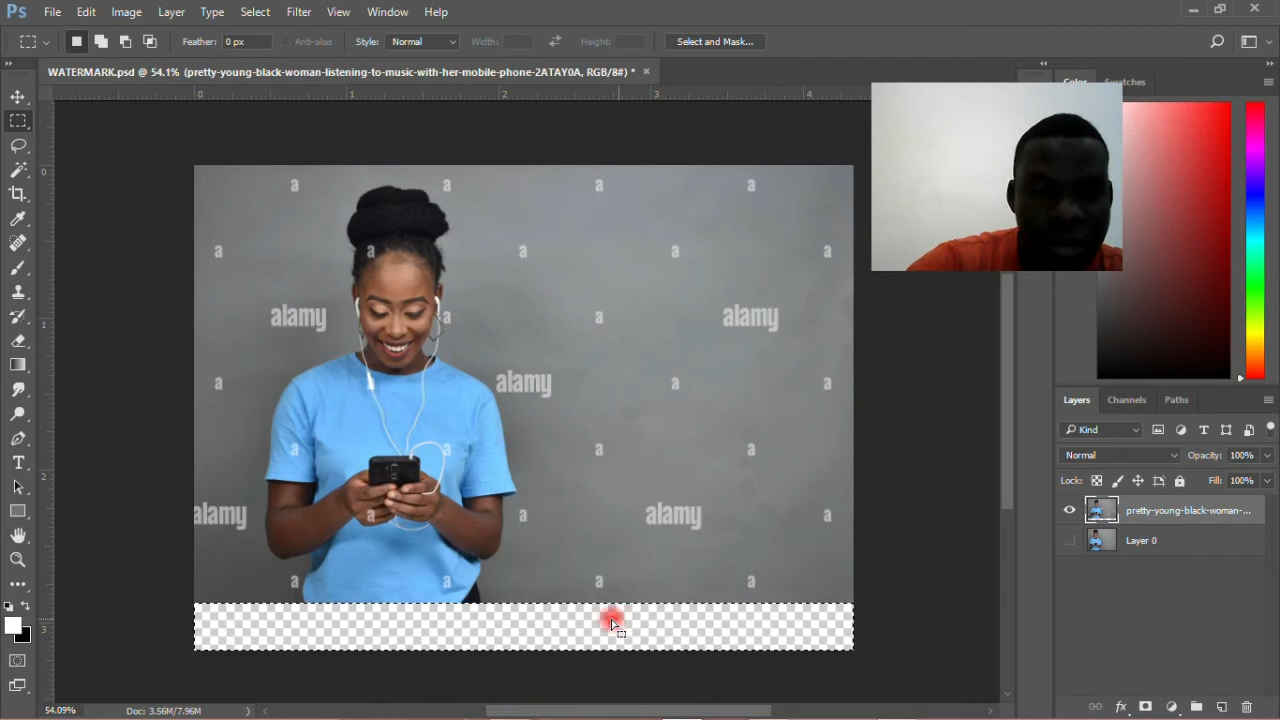 Ps File Edit Image Layer Type Select Filter View Window Help
Feather: 0 px Anti-alias Style: Normal Width: Height: Select and Mask...
WATERMARK.psd @ 54.1% (pretty-young-black-woman-listening-to-music-with-her-mobile-phone-2ATAY0A, RGB/8#) * ×
Color Swatches
0 1 2 3 4
0
1
2
3
a a a a
a a a a a
alamy a a alamy
a alamy a a
a a a a
alamy a a alamy a
a a a a
Layers Channels Paths
Kind
Normal Opacity: 100%
Lock: Fill: 100%
pretty-young-black-woman-...
Layer 0
54.09% Doc: 3.56M/7.96M